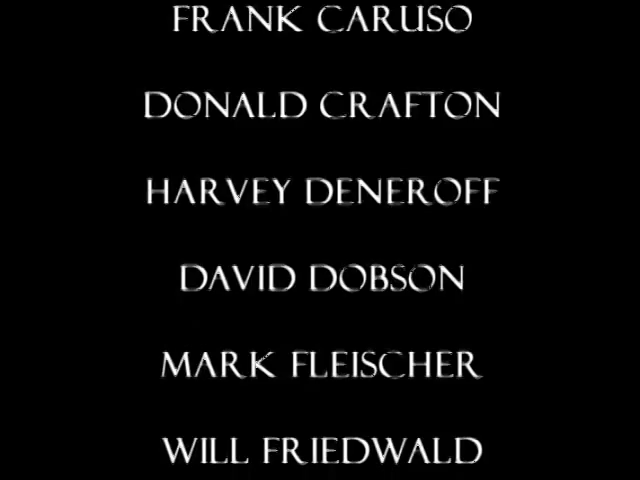 FRANK CARUSO
DONALD CRAFTON
HARVEY DENEROFF
DAVID DOBSON
MARK FLEISCHER
WILL FRIEDWALD